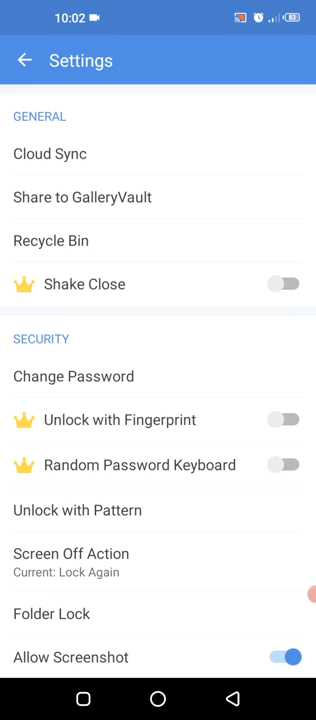 10:02
83
Settings
GENERAL
Cloud Sync
Share to GalleryVault
Recycle Bin
Shake Close
SECURITY
Change Password
Unlock with Fingerprint
Random Password Keyboard
Unlock with Pattern
Screen Off Action
Current: Lock Again
Folder Lock
Allow Screenshot